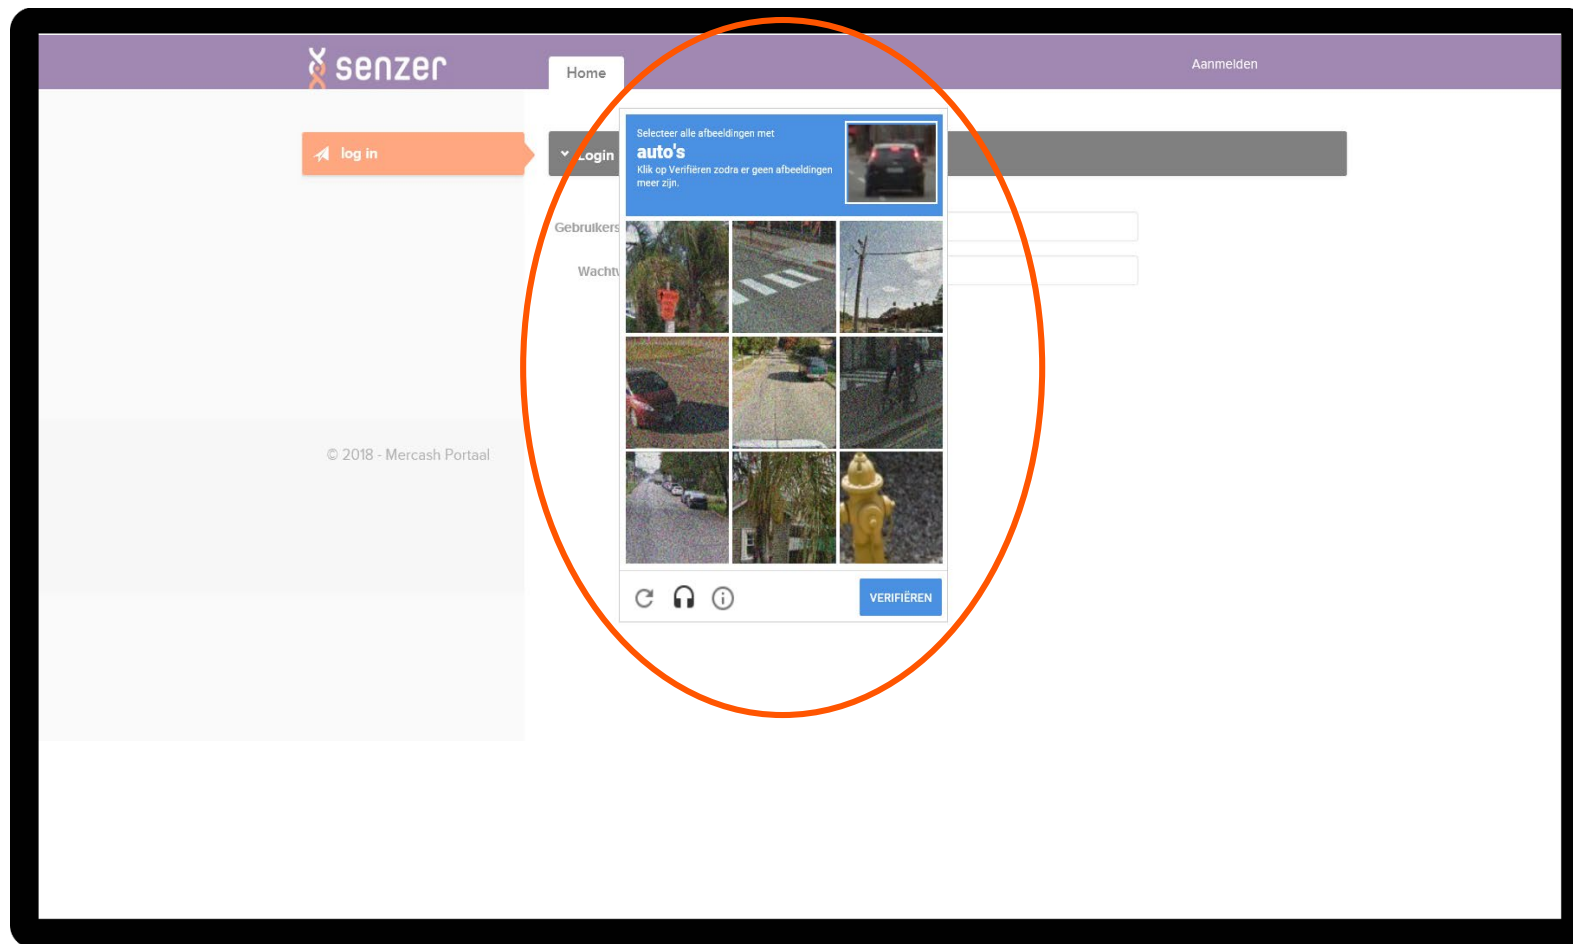 senzer
Home
Aanmelden
log in
Login
Selecteer alle afbeeldingen met
auto's
Klik op Verifiëren zodra er geen afbeeldingen
meer zijn.
Gebruikers
Wachtv
© 2018 - Mercash Portaal
VERIFIËREN